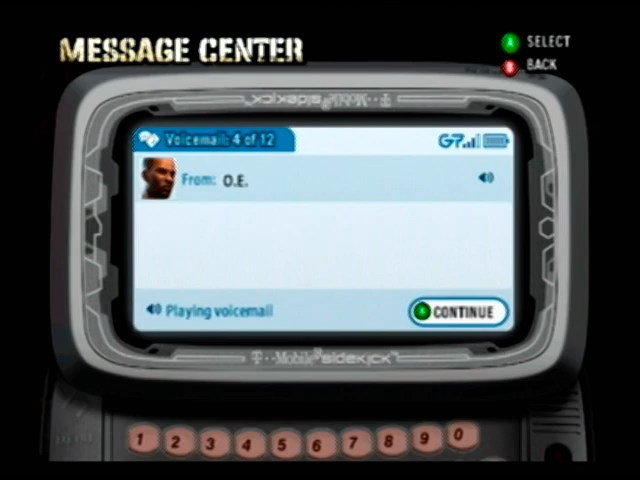 MESSAGE CENTER
A SELECT
B BACK
Voicemail: 4 of 12
G7
From: O.E.
Playing voicemail
CONTINUE
T··Mobile sidekick
1 2 3 4 5 6 7 8 9 0